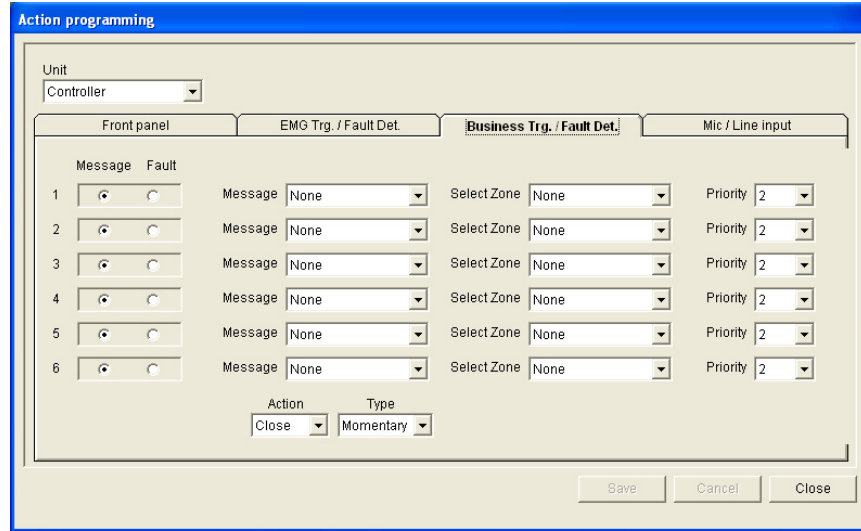 Action programming
Unit
Controller
Front panel EMG Trg. / Fault Det. Business Trg. / Fault Det. Mic / Line input
Message Fault
1 Message None Select Zone None Priority 2
2 Message None Select Zone None Priority 2
3 Message None Select Zone None Priority 2
4 Message None Select Zone None Priority 2
5 Message None Select Zone None Priority 2
6 Message None Select Zone None Priority 2
Action Type
Close Momentary
Save Cancel Close